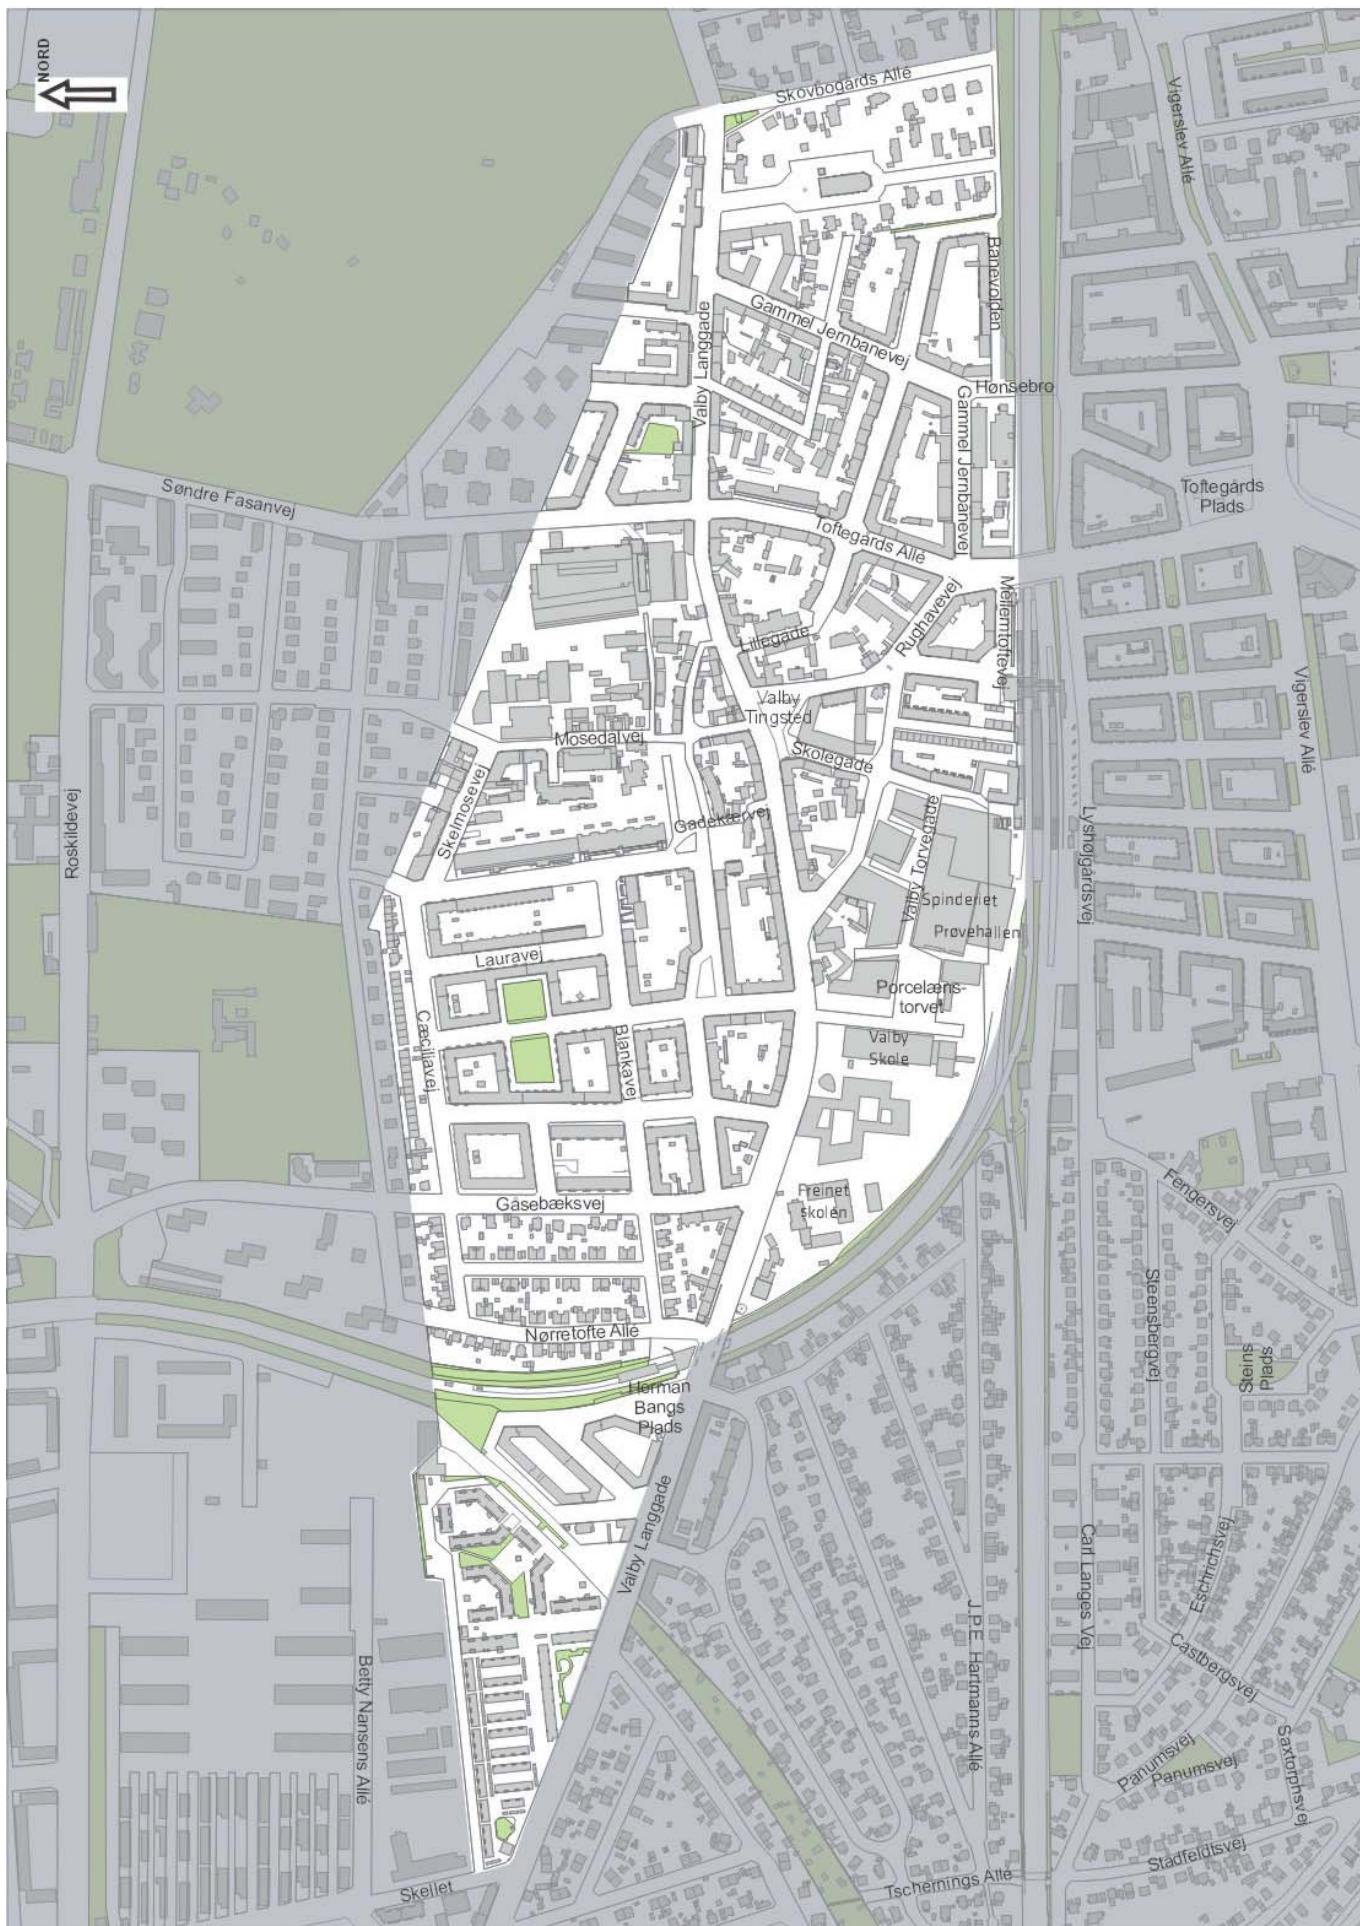 NORD
Skovbogårds Allé
Vigerslev Allé
Banevolden
Gammel Jernbanevej
Valby Langgade
Hønsebro
Gammel Jernbanevej
Søndre Fasanvej
Toftegårds
Plads
Toftegårds Allé
Mellemtoftevej
Rughavevej
Lillegade
Valby
Tingsted
Vigerslev Allé
Mosedalvej
Skolegade
Skelmosevej
Gadekærvej
Roskildevej
Valby Torvegade
Lyshøjgårdsvej
Spinderiet
Prøvehallen
Lauravej
Porcelæns-
torvet
Cæciliavej
Blankavej
Valby
Skole
Freinet
skolen
Gåsebæksvej
Fengersvej
Steensbergvej
Nørretofte Allé
Steins
Plads
Herman
Bangs
Plads
Valby Langgade
Carl Langes Vej
Eschrichsvej
J.P.E. Hartmanns Allé
Castbergsvej
Betty Nansens Allé
Panumsvej
Panumsvej
Saxtorphsvej
Stadfeldtsvej
Skellet
Tschernings Allé